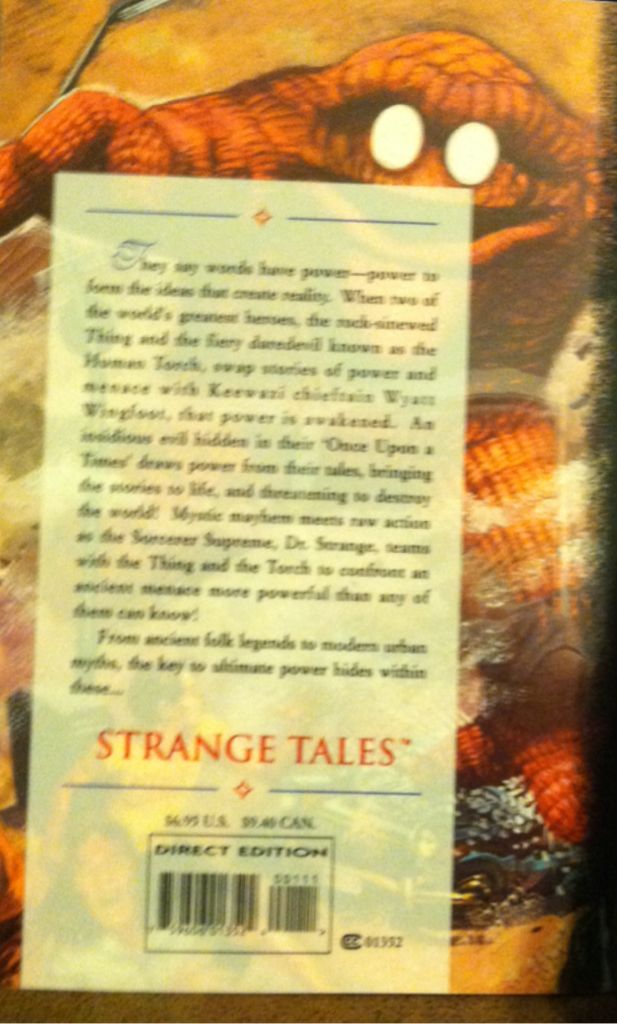 They say words have power—power to
form the ideas that create reality. When two of
the world's greatest heroes, the rock-sinewed
Thing and the fiery daredevil known as the
Human Torch, swap stories of power and
menace with Keewazi chieftain Wyatt
Wingfoot, that power is awakened. An
insidious evil hidden in their "Once Upon a
Times" draws power from their tales, bringing
the stories to life, and threatening to destroy
the world! Mystic mayhem meets raw action
as the Sorcerer Supreme, Dr. Strange, teams
with the Thing and the Torch to confront an
ancient menace more powerful than any of
them can know!
From ancient folk legends to modern urban
myths, the key to ultimate power hides within
these...
STRANGE TALES™
$6.95 U.S. $9.40 CAN.
DIRECT EDITION
01352